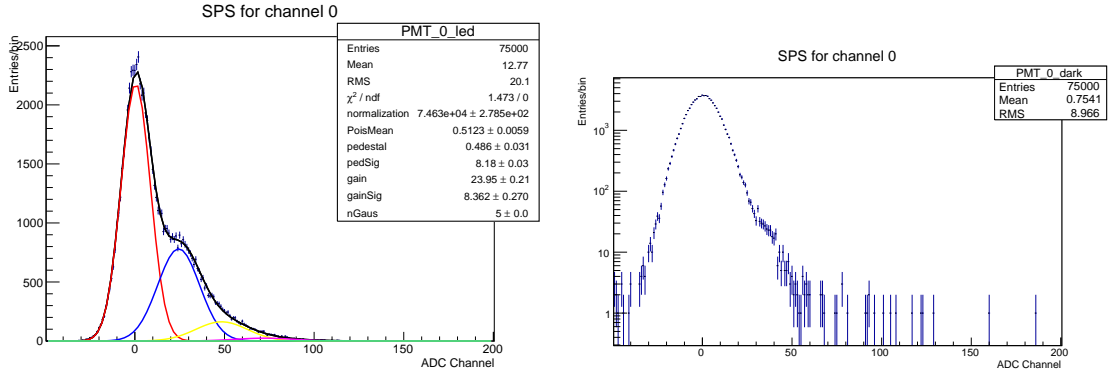 SPS for channel 0
PMT_0_led
Entries 75000
Mean 12.77
RMS 20.1
χ² / ndf 1.473 / 0
normalization 7.463e+04 ± 2.785e+02
PoisMean 0.5123 ± 0.0059
pedestal 0.486 ± 0.031
pedSig 8.18 ± 0.03
gain 23.95 ± 0.21
gainSig 8.362 ± 0.270
nGaus 5 ± 0.0
Entries/bin
2500
2000
1500
1000
500
0
0 50 100 150 200
ADC Channel
SPS for channel 0
PMT_0_dark
Entries 75000
Mean 0.7541
RMS 8.966
Entries/bin
10³
10²
10
1
0 50 100 150 200
ADC Channel